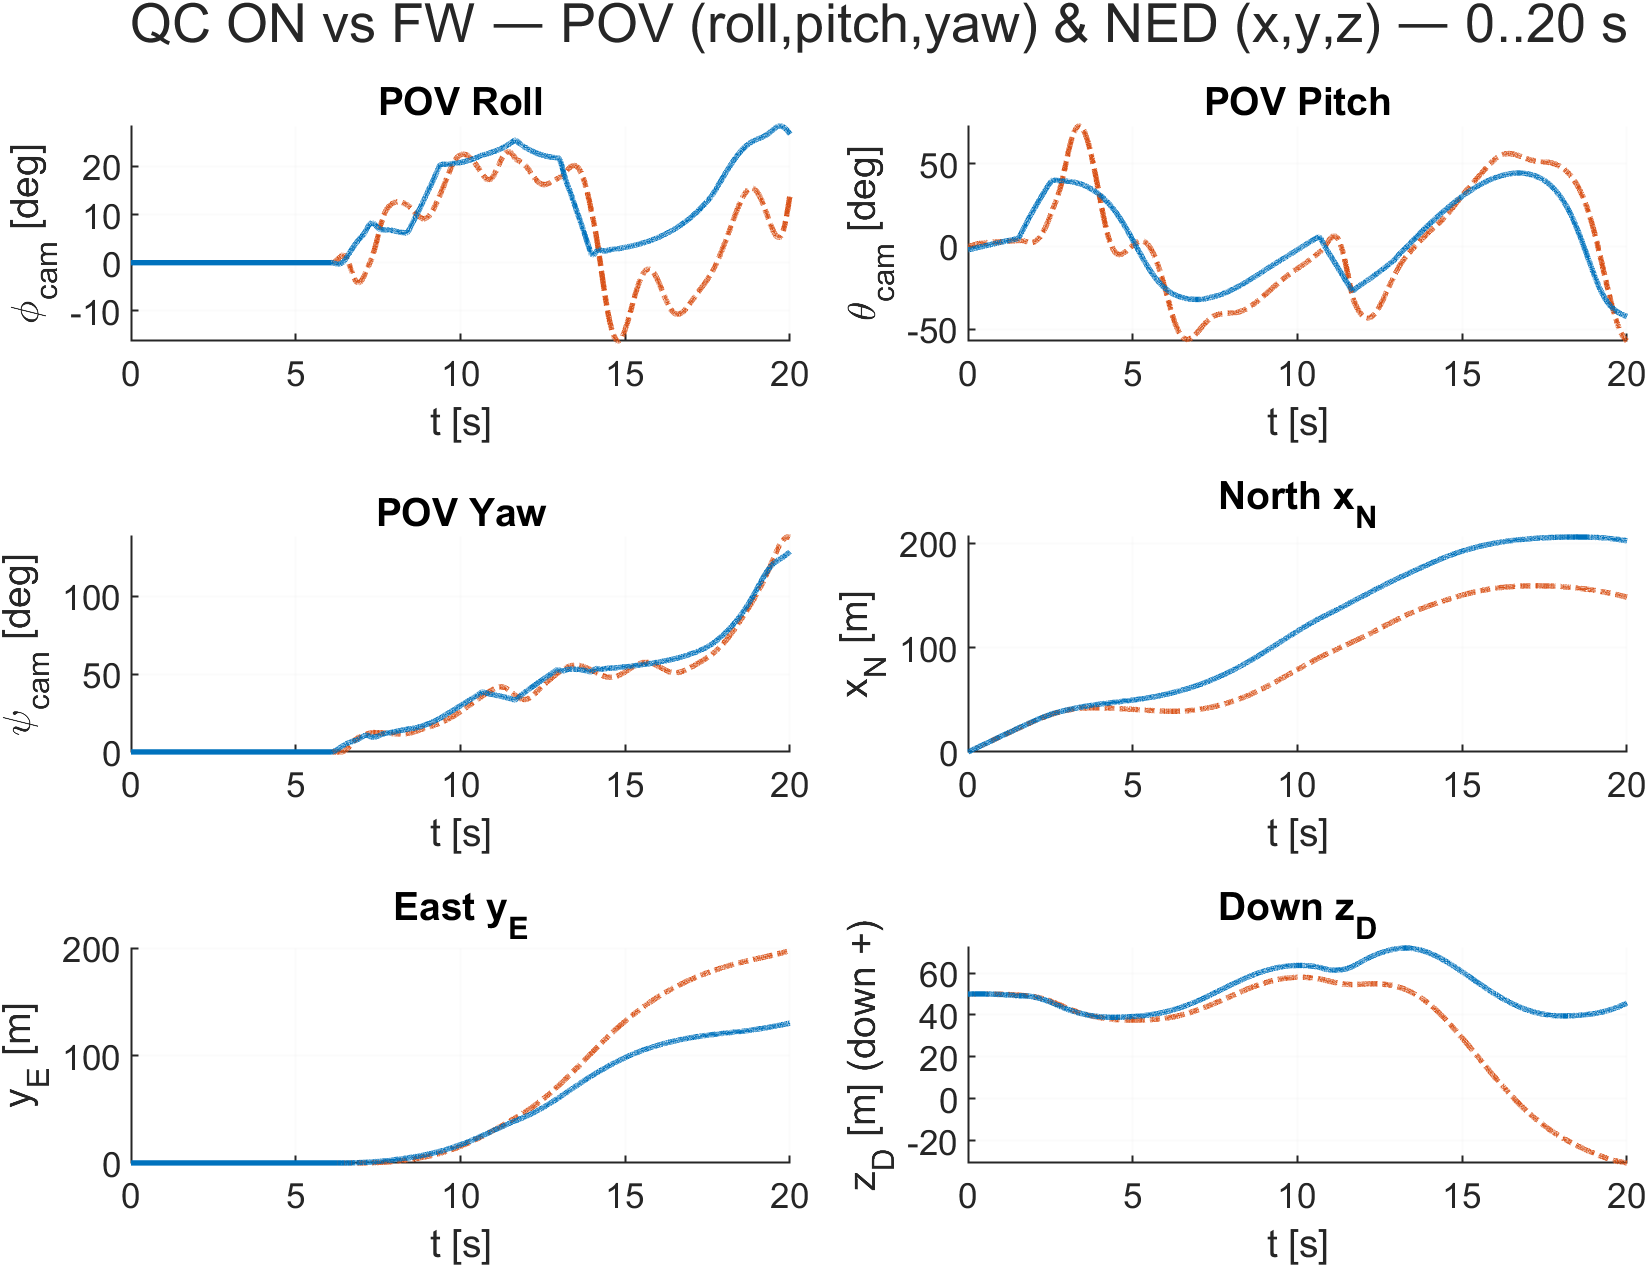 QC ON vs FW — POV (roll,pitch,yaw) & NED (x,y,z) — 0..20 s
POV Roll
ϕcam [deg]
20
10
0
-10
0 5 10 15 20
t [s]
POV Pitch
θcam [deg]
50
0
-50
0 5 10 15 20
t [s]
POV Yaw
ψcam [deg]
100
50
0
0 5 10 15 20
t [s]
North xN
xN [m]
200
100
0
0 5 10 15 20
t [s]
East yE
yE [m]
200
100
0
0 5 10 15 20
t [s]
Down zD
zD [m] (down +)
60
40
20
0
-20
0 5 10 15 20
t [s]